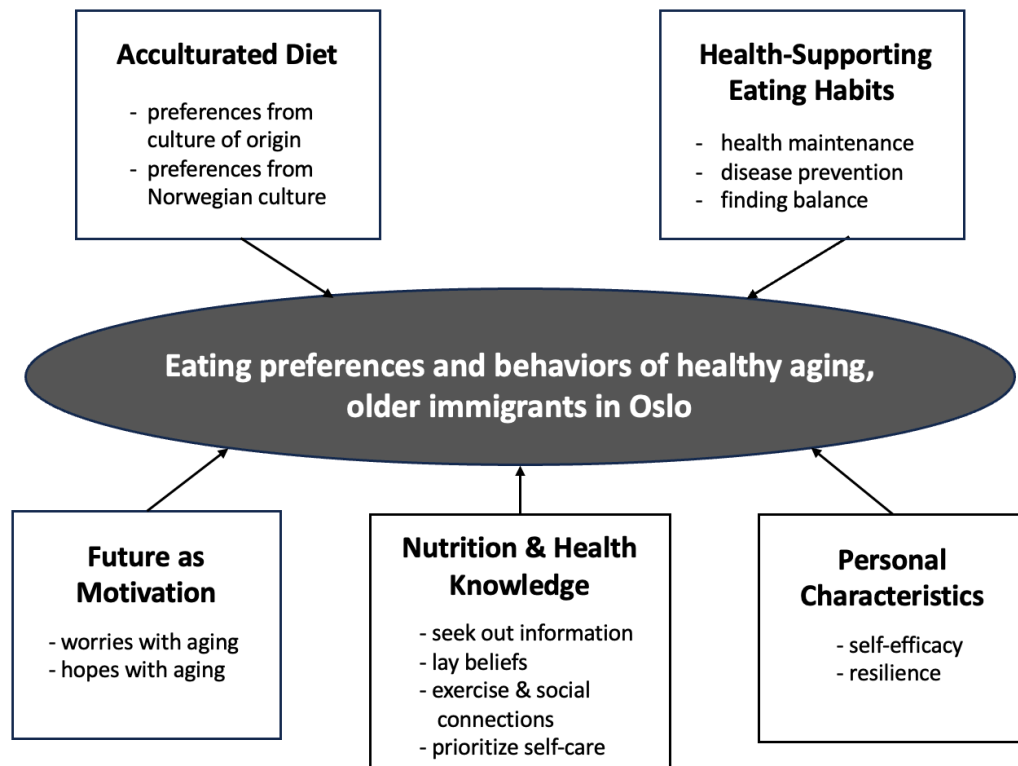 Acculturated Diet
- preferences from
culture of origin
- preferences from
Norwegian culture
Health-Supporting
Eating Habits
- health maintenance
- disease prevention
- finding balance
Eating preferences and behaviors of healthy aging,
older immigrants in Oslo
Future as
Motivation
- worries with aging
- hopes with aging
Nutrition & Health
Knowledge
- seek out information
- lay beliefs
- exercise & social
connections
- prioritize self-care
Personal
Characteristics
- self-efficacy
- resilience